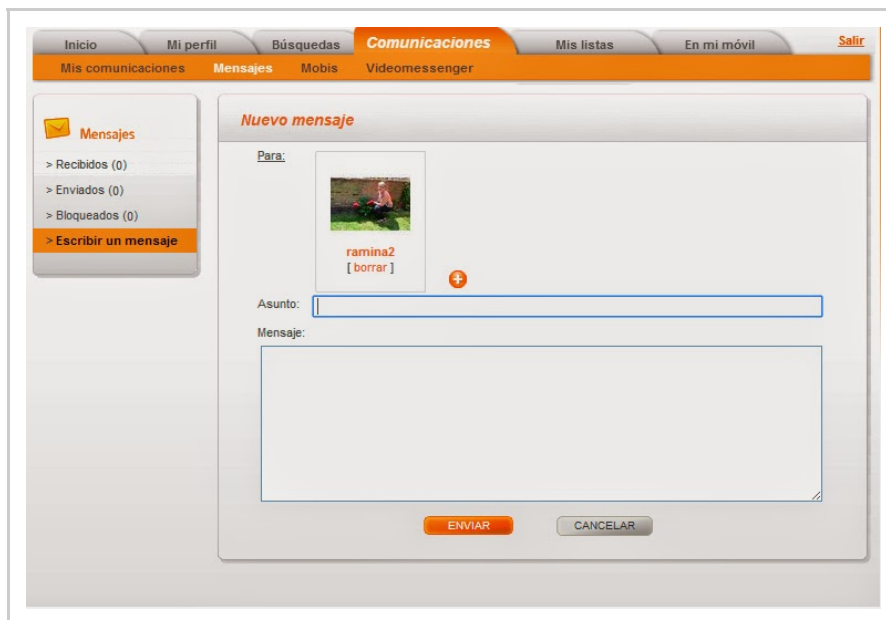 Inicio Mi perfil Búsquedas Comunicaciones Mis listas En mi móvil Salir
Mis comunicaciones Mensajes Mobis Videomessenger
Mensajes
> Recibidos (0)
> Enviados (0)
> Bloqueados (0)
> Escribir un mensaje
Nuevo mensaje
Para:
ramina2
[ borrar ]
Asunto:
Mensaje:
ENVIAR CANCELAR